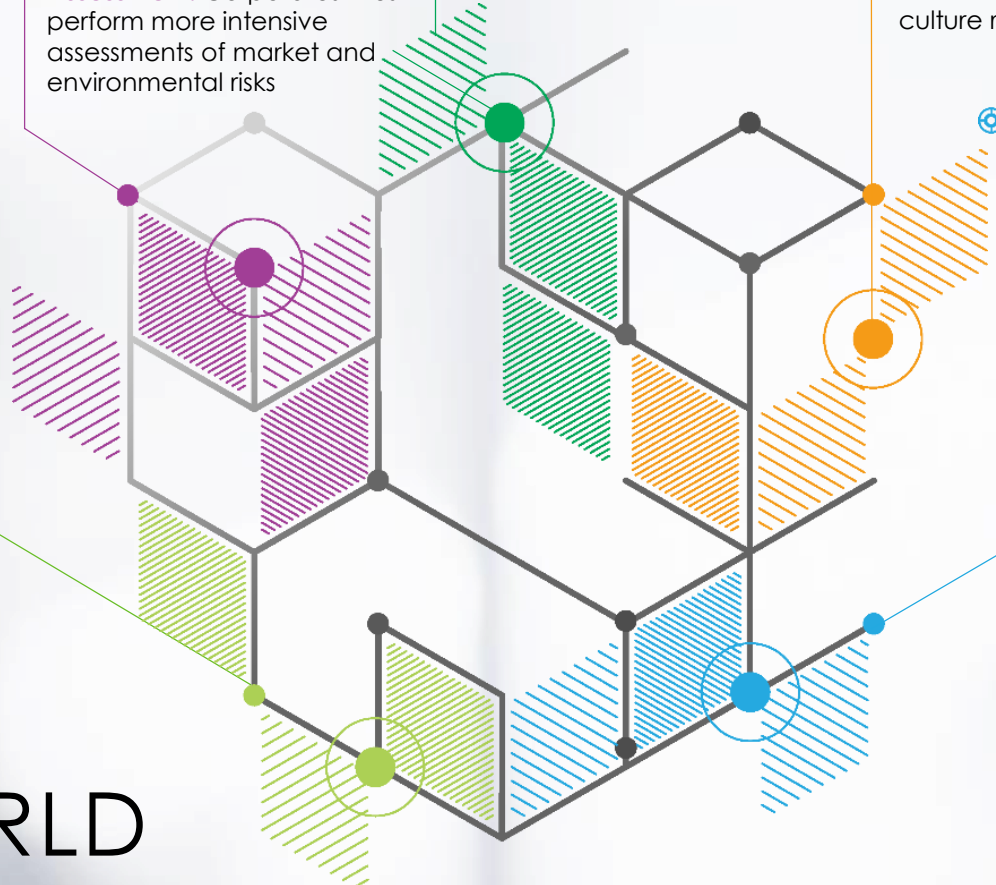 perform more intensive
assessments of market and
environmental risks
culture
RLD